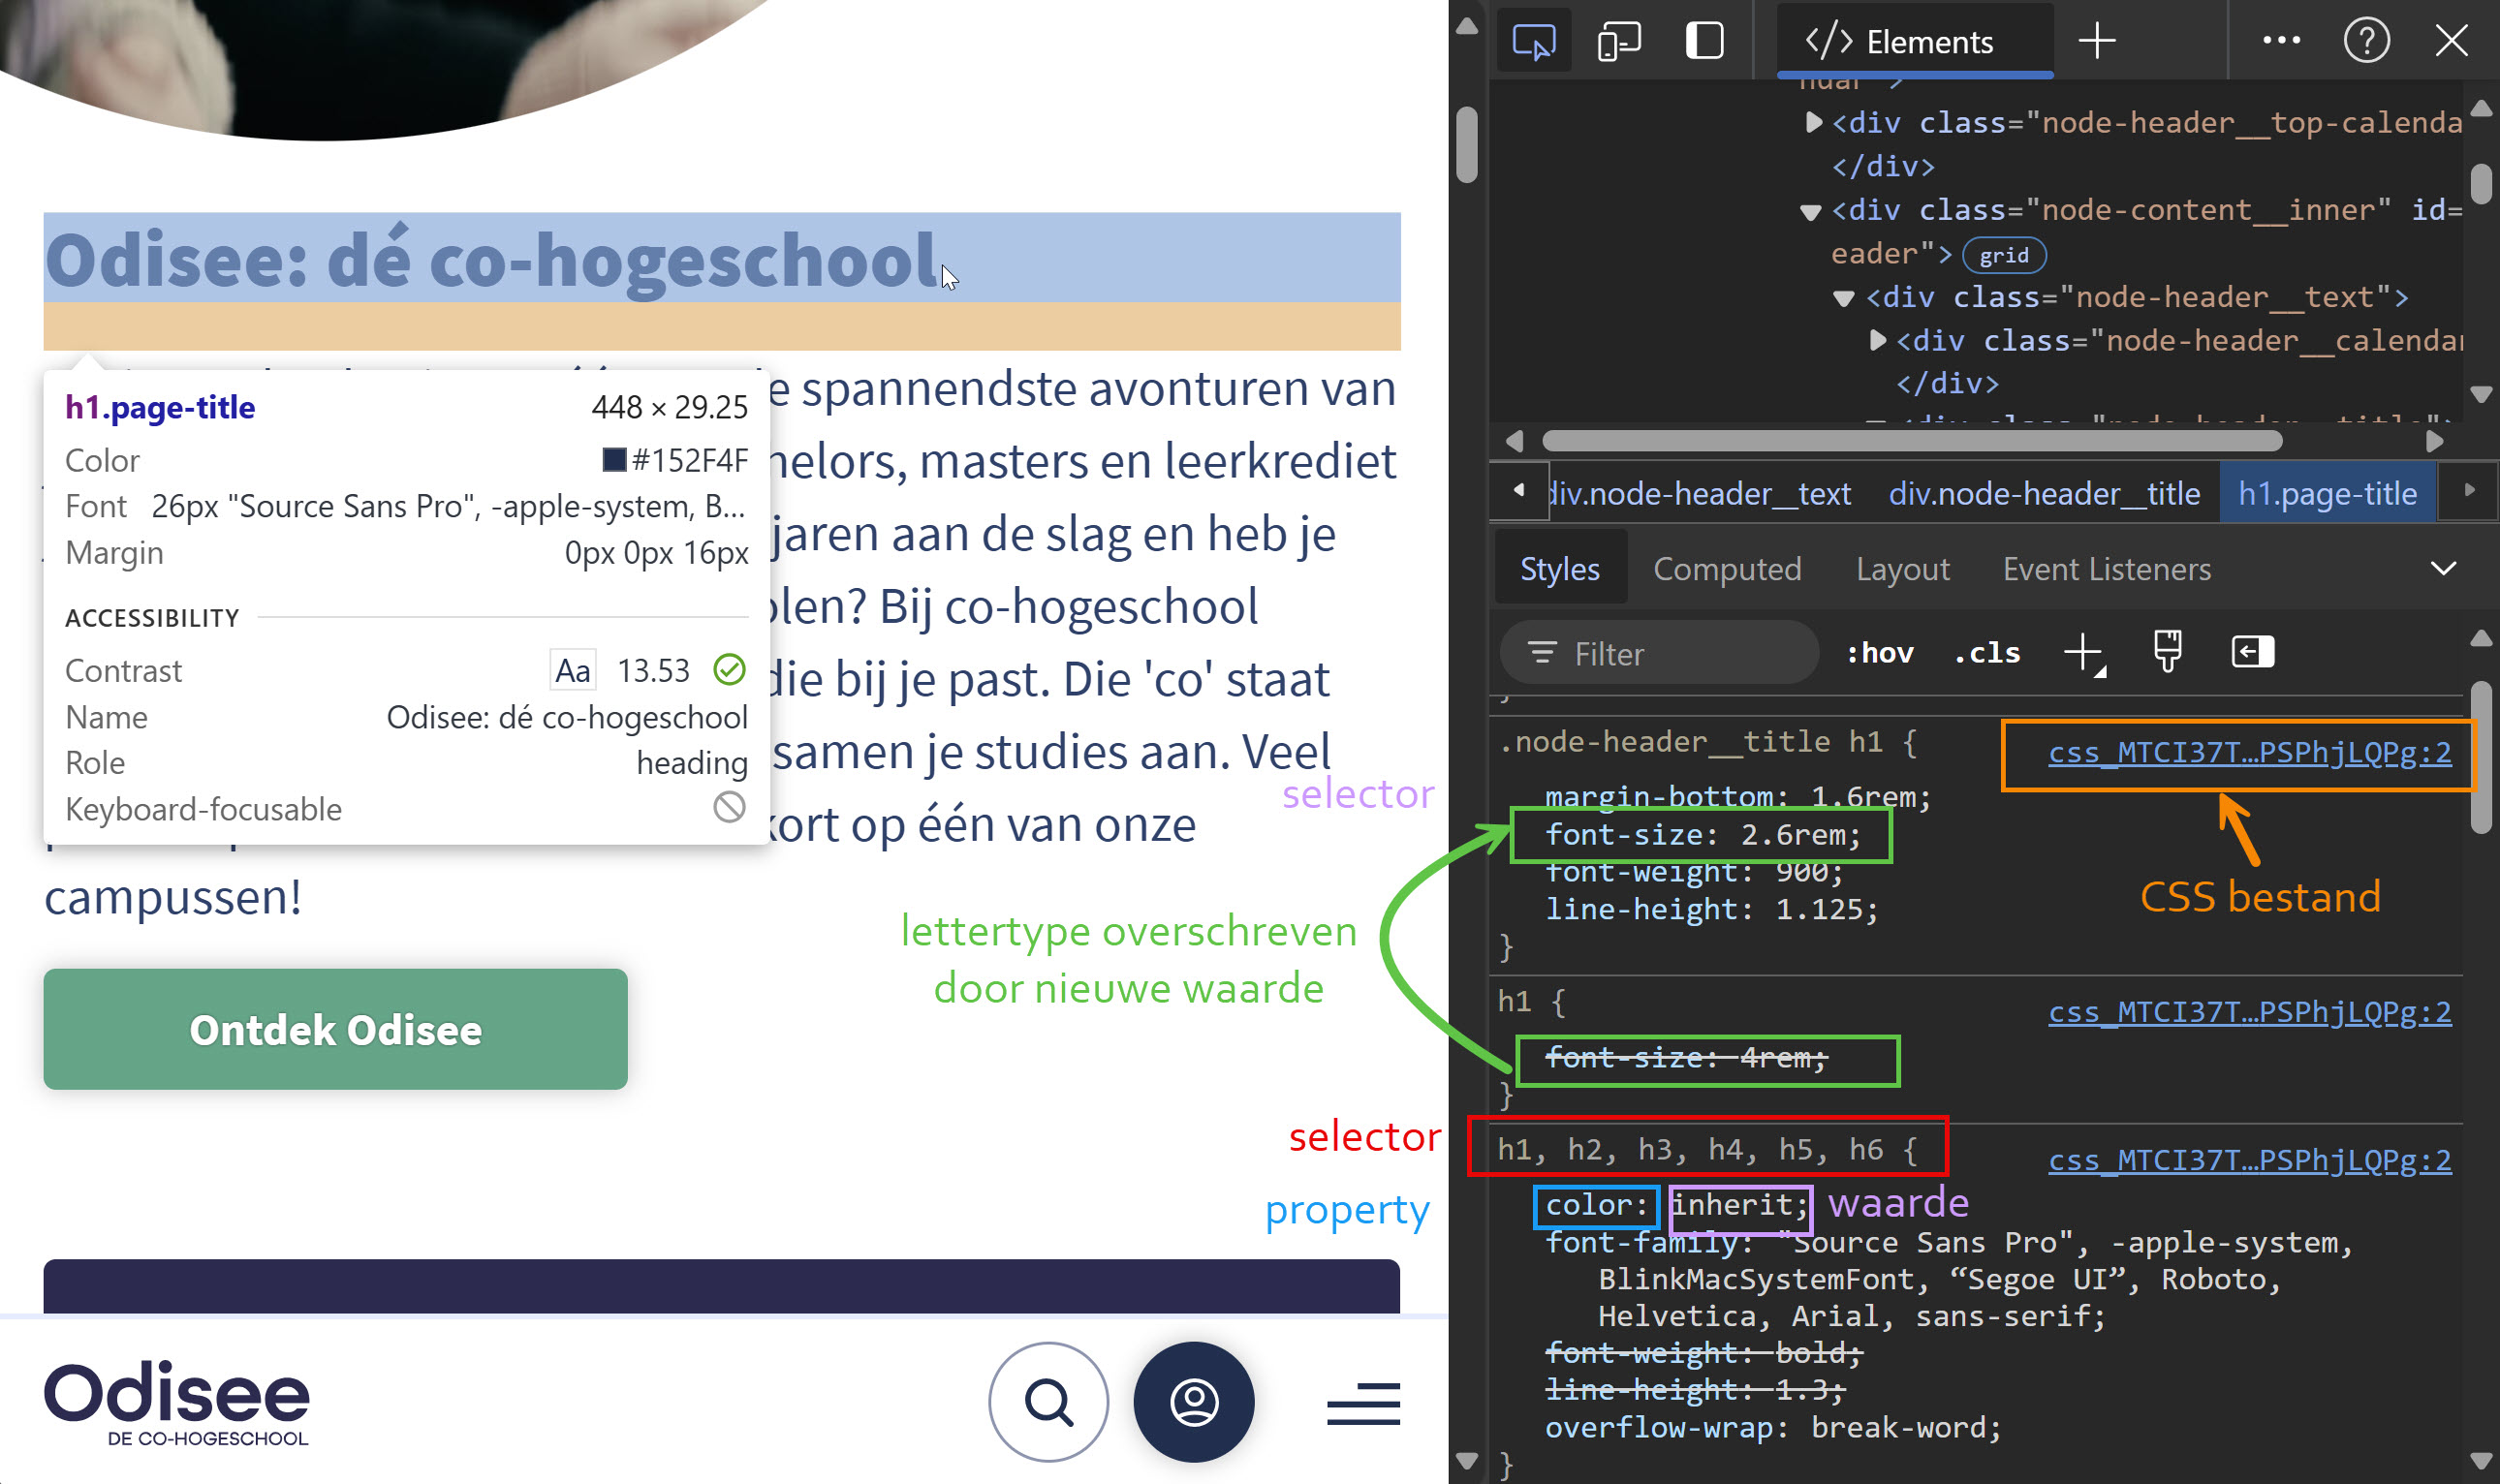 Odisee: dé co-hogeschool
e spannendste avonturen van
helors, masters en leerkrediet
jaren aan de slag en heb je
olen? Bij co-hogeschool
die bij je past. Die 'co' staat
samen je studies aan. Veel
kort op één van onze
campussen!
h1.page-title 448 × 29.25
Color #152F4F
Font 26px "Source Sans Pro", -apple-system, B...
Margin 0px 0px 16px
ACCESSIBILITY
Contrast Aa 13.53
Name Odisee: dé co-hogeschool
Role heading
Keyboard-focusable
selector
lettertype overschreven
door nieuwe waarde
Ontdek Odisee
selector
property
Odisee
DE CO-HOGESCHOOL
</> Elements
<div class="node-header__top-calenda
</div>
<div class="node-content__inner" id=
eader"> grid
<div class="node-header__text">
<div class="node-header__calendar
</div>
<div class="node-header__title">
div.node-header__text div.node-header__title h1.page-title
Styles Computed Layout Event Listeners
Filter :hov .cls
.node-header__title h1 { css_MTCI37T…PSPhjLQPg:2
margin-bottom: 1.6rem;
font-size: 2.6rem;
font-weight: 900;
line-height: 1.125;
}
CSS bestand
h1 { css_MTCI37T…PSPhjLQPg:2
font-size: 4rem;
}
h1, h2, h3, h4, h5, h6 { css_MTCI37T…PSPhjLQPg:2
color: inherit; waarde
font-family: "Source Sans Pro", -apple-system,
BlinkMacSystemFont, “Segoe UI”, Roboto,
Helvetica, Arial, sans-serif;
font-weight: bold;
line-height: 1.3;
overflow-wrap: break-word;
}